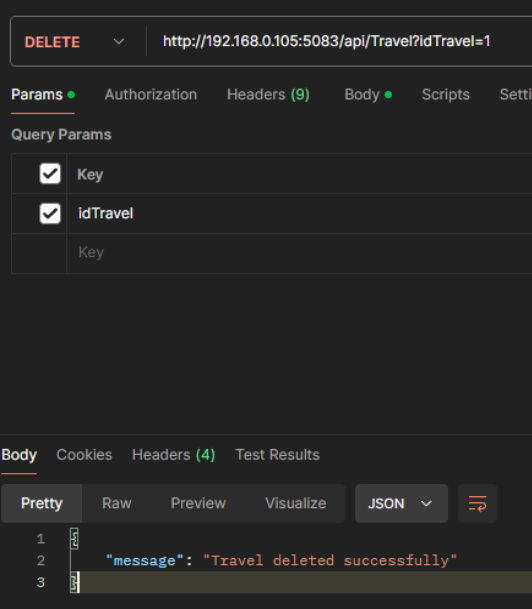 DELETE http://192.168.0.105:5083/api/Travel?idTravel=1
Params Authorization Headers (9) Body Scripts Setti
Query Params
Key
idTravel
Key
Body Cookies Headers (4) Test Results
Pretty Raw Preview Visualize JSON
1 {
2 "message": "Travel deleted successfully"
3 }